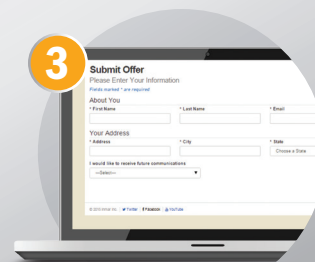 3
Submit Offer
Please Enter Your Information
Fields marked * are required
About You
* First Name * Last Name * Email
Your Address
* Address * City * State
Choose a State
I would like to receive future communications
---Select---
Twitter Facebook YouTube